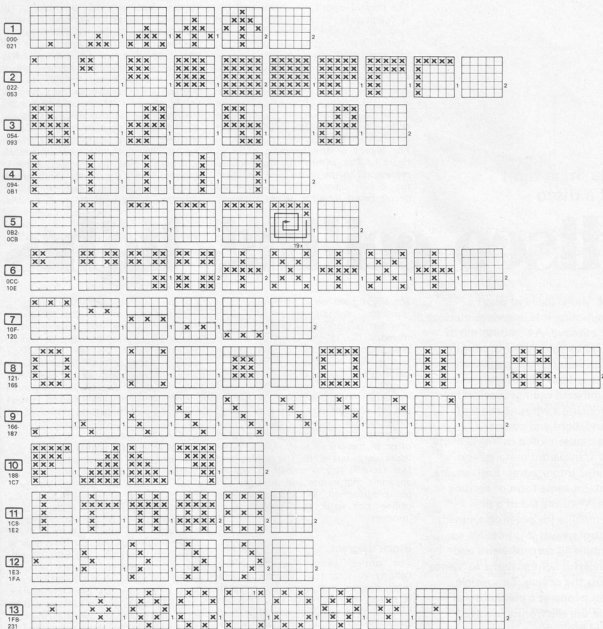 1
000-
021
2
022-
053
3
054-
093
4
094-
0B1
5
0B2-
0CB
19x
6
0CC-
10E
7
10F-
120
8
121-
165
9
166-
187
10
188-
1C7
11
1C8-
1E2
12
1E3-
1FA
13
1FB-
231